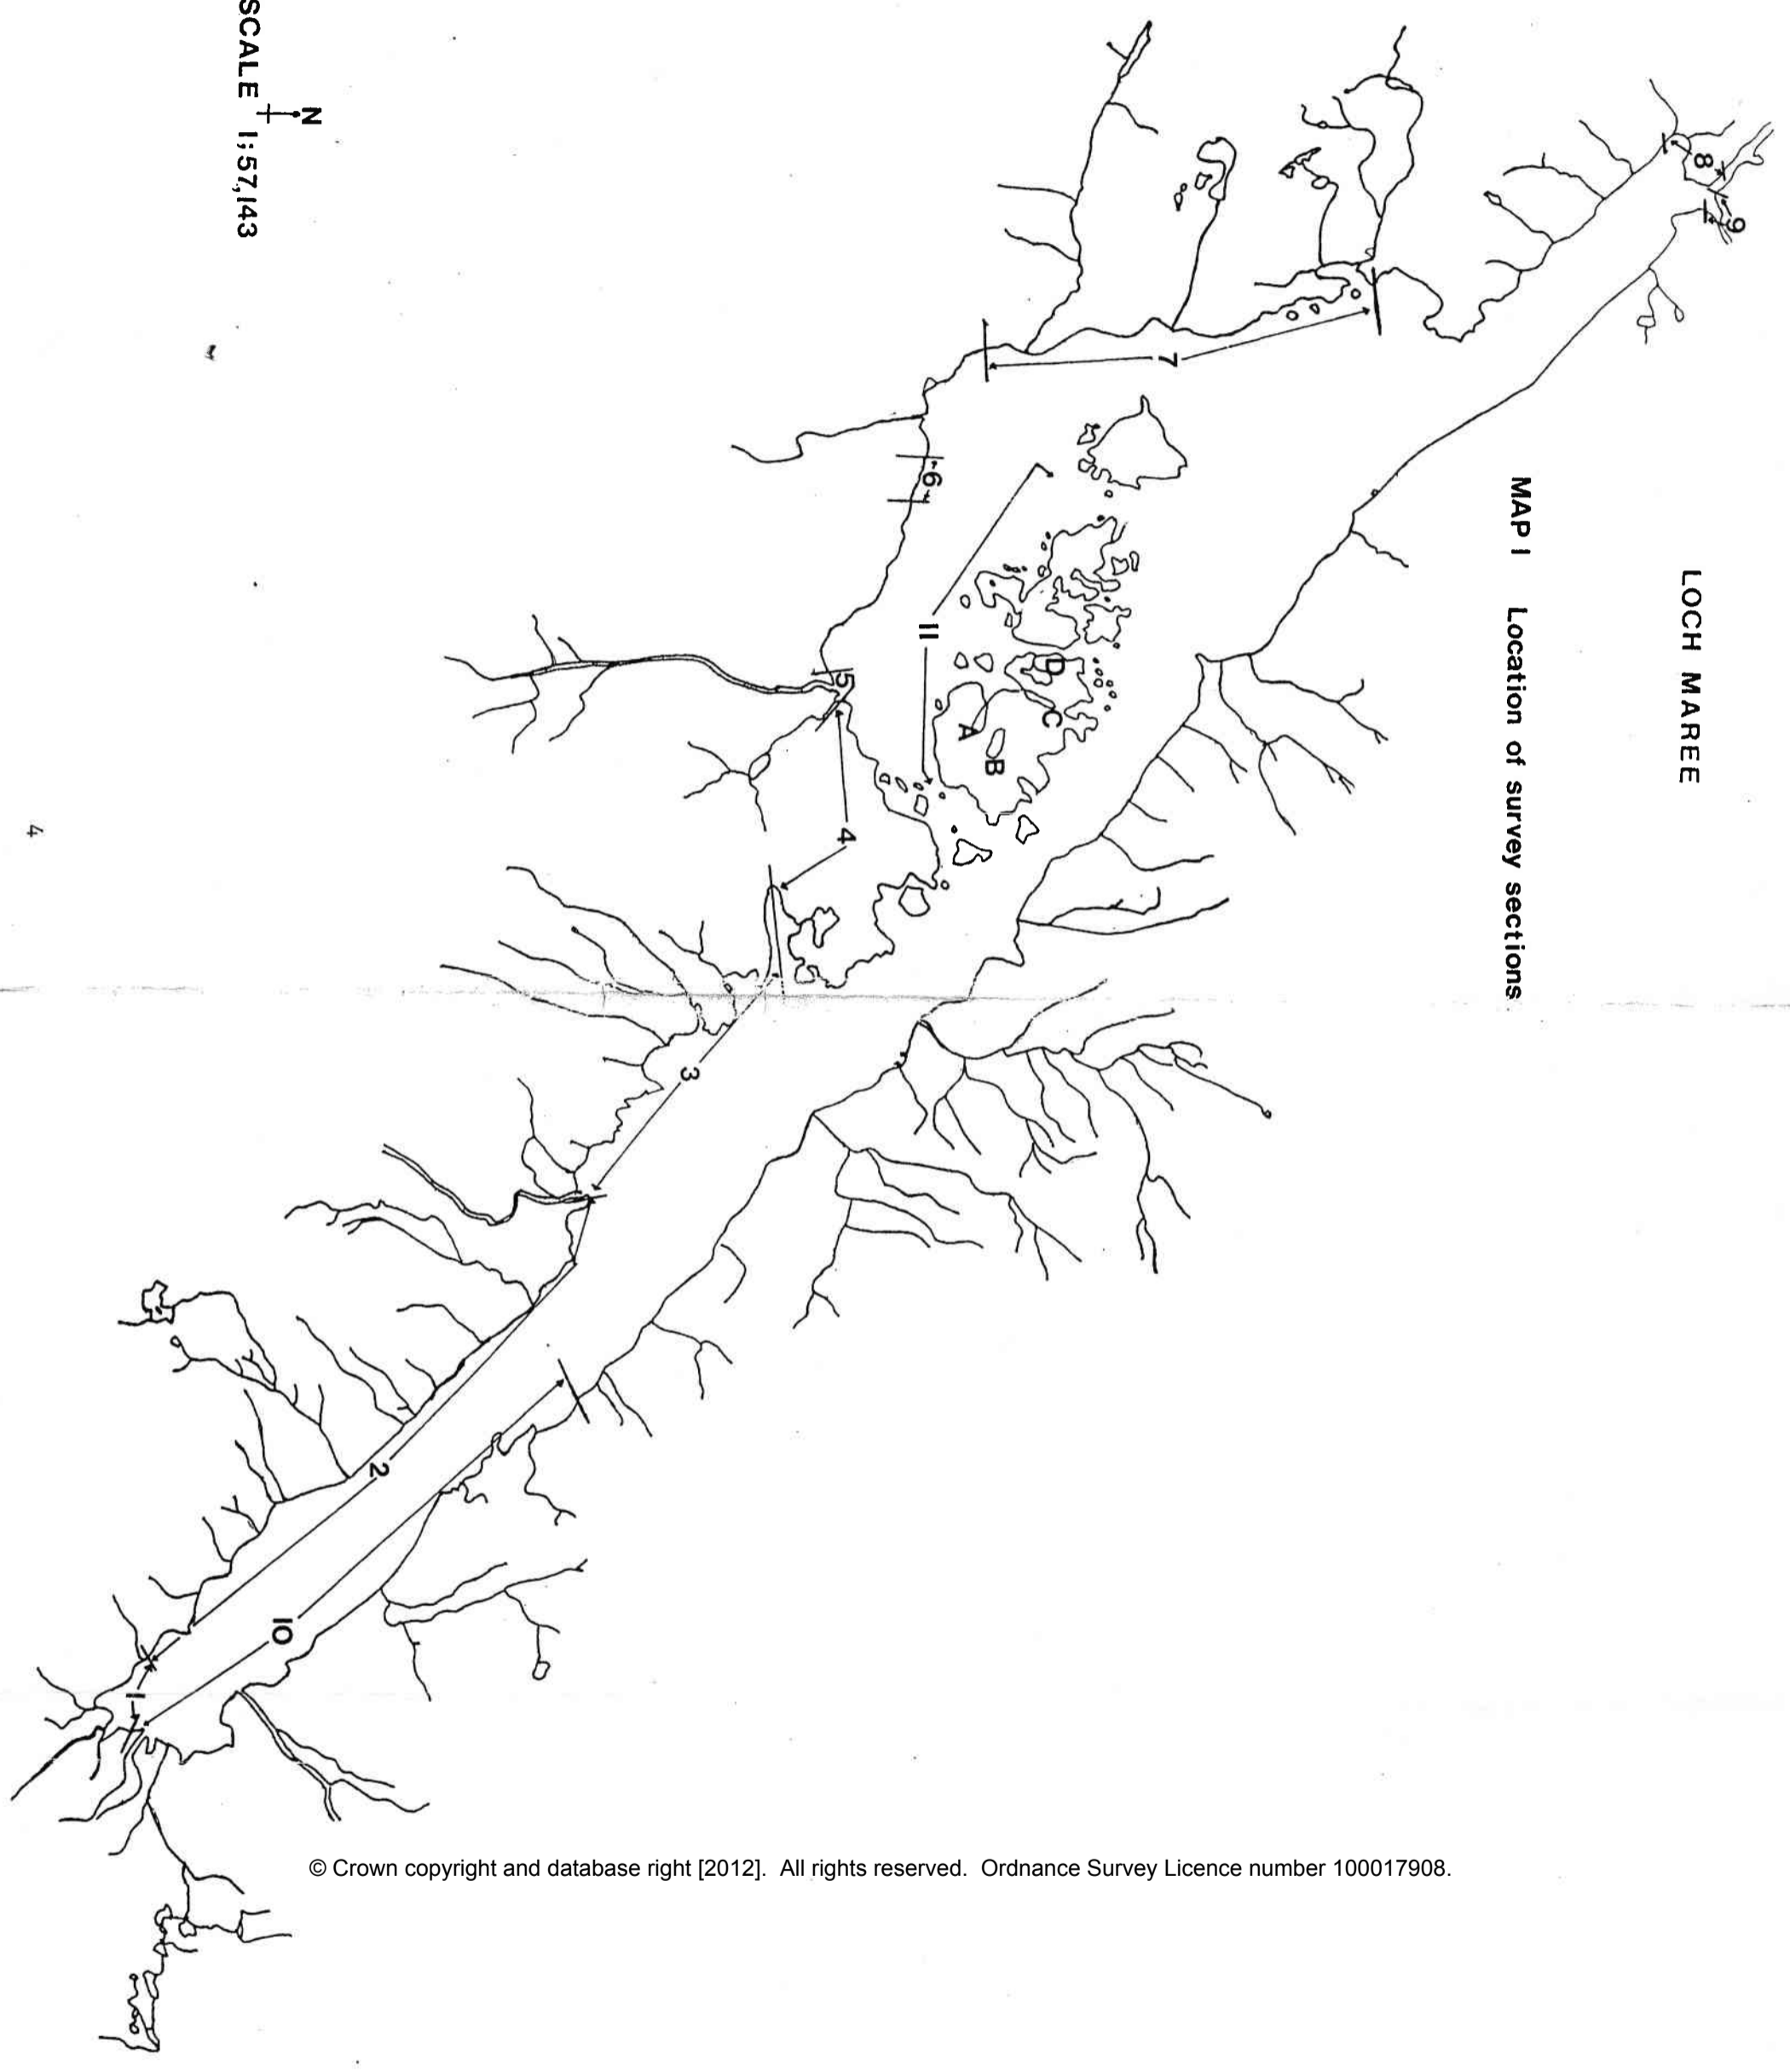 LOCH MAREE
MAP 1 Location of survey sections
8
9
7
6
11
5
D
C
A
B
4
3
2
10
1
N
SCALE 1:57,143
4
© Crown copyright and database right [2012]. All rights reserved. Ordnance Survey Licence number 100017908.